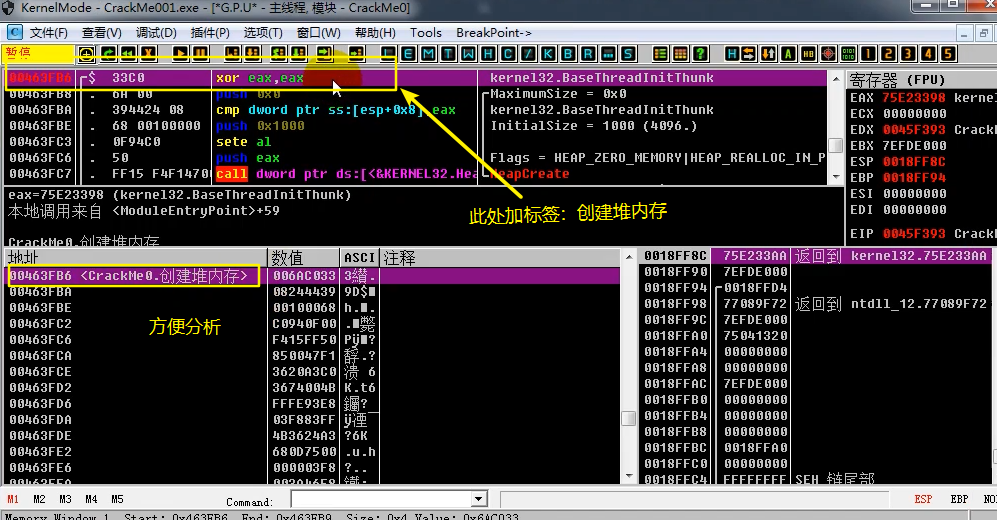 KernelMode - CrackMe001.exe - [*G.P.U* - 主线程, 模块 - CrackMe0]
文件(F) 查看(V) 调试(D) 插件(P) 选项(T) 窗口(W) 帮助(H) Tools BreakPoint->
暂停 L E M T W H C / K B R ... S H A HB 1 2 3 4 5
00463FB6 $ 33C0 xor eax,eax kernel32.BaseThreadInitThunk
00463FB8 . 6A 00 push 0x0 MaximumSize = 0x0
00463FBA . 394424 08 cmp dword ptr ss:[esp+0x8],eax kernel32.BaseThreadInitThunk
00463FBE . 68 00100000 push 0x1000 InitialSize = 1000 (4096.)
00463FC3 . 0F94C0 sete al
00463FC6 . 50 push eax Flags = HEAP_ZERO_MEMORY|HEAP_REALLOC_IN_P
00463FC7 . FF15 F4F14700 call dword ptr ds:[<&KERNEL32.Hea HeapCreate
eax=75E23398 (kernel32.BaseThreadInitThunk)
本地调用来自 <ModuleEntryPoint>+59
CrackMe0.创建堆内存
此处加标签：创建堆内存
寄存器 (FPU)
EAX 75E23398 kernel
ECX 00000000
EDX 0045F393 Crack
EBX 7EFDE000
ESP 0018FF8C
EBP 0018FF94
ESI 00000000
EDI 00000000
EIP 0045F393 Crack
地址 数值 ASCI 注释
00463FB6 <CrackMe0.创建堆内存> 006AC033
00463FBA 08244439 9D$
00463FBE 00100068 h.
00463FC2 C0940F00
00463FC6 F415FF50
00463FCA 850047F1
00463FCE 3620A3C0
00463FD2 3674004B K.t6
00463FD6 FFFE93E8
00463FDA 03F883FF
00463FDE 4B3624A3 ?6K
00463FE2 680D7500 .u.h
00463FE6 000003F8 ?..
方便分析
0018FF8C 75E233AA 返回到 kernel32.75E233AA
0018FF90 7EFDE000
0018FF94 0018FFD4
0018FF98 77089F72 返回到 ntdll_12.77089F72
0018FF9C 7EFDE000
0018FFA0 75041320
0018FFA4 00000000
0018FFA8 00000000
0018FFAC 7EFDE000
0018FFB0 00000000
0018FFB4 00000000
0018FFB8 00000000
0018FFBC 0018FFA0
0018FFC0 00000000
0018FFC4 FFFFFFFF SEH 链尾部
M1 M2 M3 M4 M5 Command: ESP EBP NO
Memory Window 1 Start: 0x463FB6 End: 0x463FB9 Size: 0x4 Value: 0x6AC033